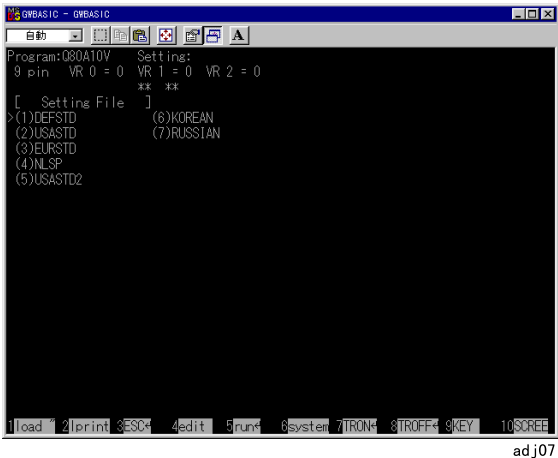 GWBASIC - GWBASIC
自動
A
Program:Q80A10V Setting:
9 pin VR 0 = 0 VR 1 = 0 VR 2 = 0
** **
[ Setting File ]
>(1)DEFSTD (6)KOREAN
(2)USASTD (7)RUSSIAN
(3)EURSTD
(4)NLSP
(5)USASTD2
1load " 2lprint 3ESC↵ 4edit 5run↵ 6system 7TRON↵ 8TROFF↵ 9KEY 10SCREE
adj07